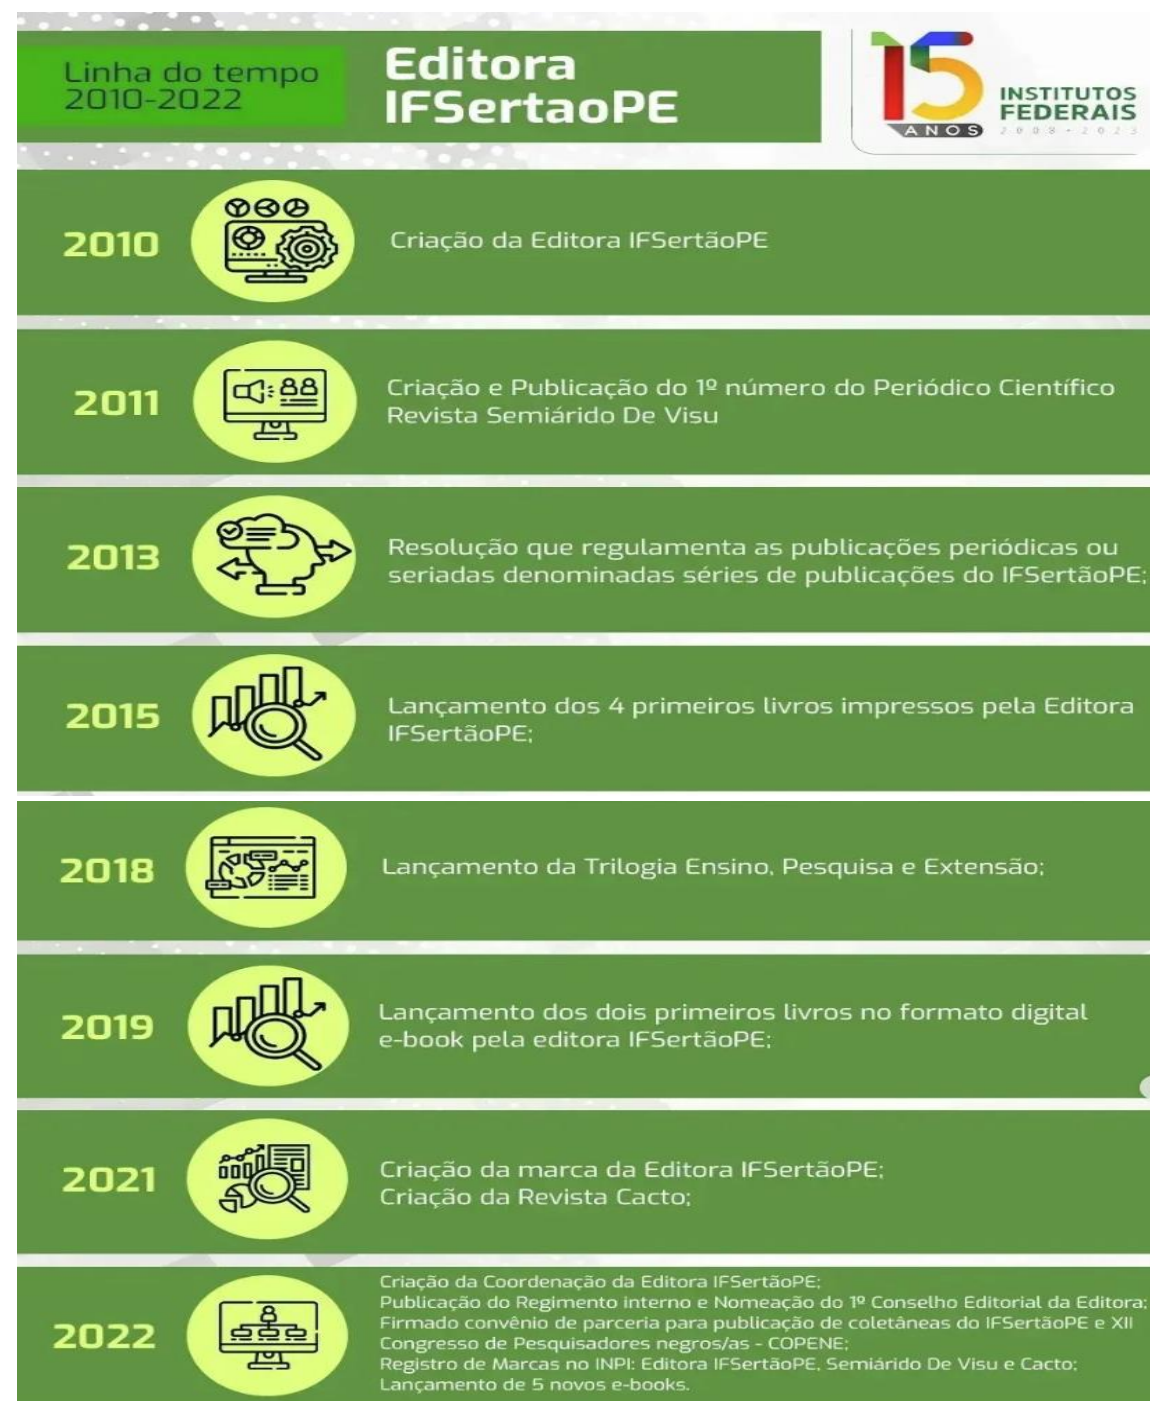 Linha do tempo
2010-2022
Editora
IFSertaoPE
15
ANOS
INSTITUTOS
FEDERAIS
2008-2023
2010
Criação da Editora IFSertãoPE
2011
Criação e Publicação do 1º número do Periódico Científico
Revista Semiárido De Visu
2013
Resolução que regulamenta as publicações periódicas ou
seriadas denominadas séries de publicações do IFSertãoPE;
2015
Lançamento dos 4 primeiros livros impressos pela Editora
IFSertãoPE;
2018
Lançamento da Trilogia Ensino, Pesquisa e Extensão;
2019
Lançamento dos dois primeiros livros no formato digital
e-book pela editora IFSertãoPE;
2021
Criação da marca da Editora IFSertãoPE;
Criação da Revista Cacto;
2022
Criação da Coordenação da Editora IFSertãoPE;
Publicação do Regimento interno e Nomeação do 1º Conselho Editorial da Editora;
Firmado convênio de parceria para publicação de coletâneas do IFSertãoPE e XII
Congresso de Pesquisadores negros/as - COPENE;
Registro de Marcas no INPI: Editora IFSertãoPE, Semiárido De Visu e Cacto;
Lançamento de 5 novos e-books.